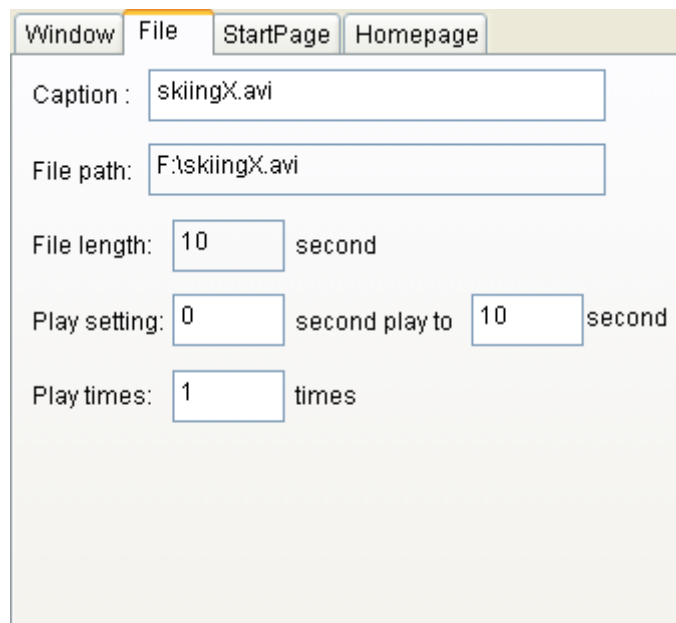 Window File StartPage Homepage
Caption : skiingX.avi
File path: F:\skiingX.avi
File length: 10 second
Play setting: 0 second play to 10 second
Play times: 1 times